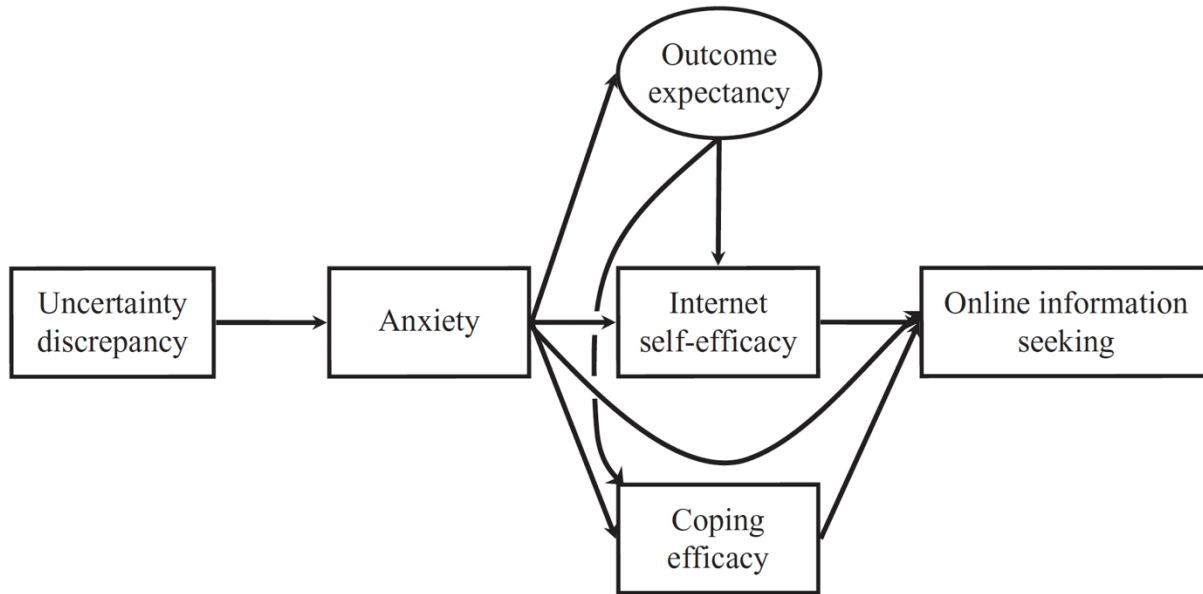 Outcome
expectancy
Uncertainty
discrepancy
Anxiety
Internet
self-efficacy
Online information
seeking
Coping
efficacy